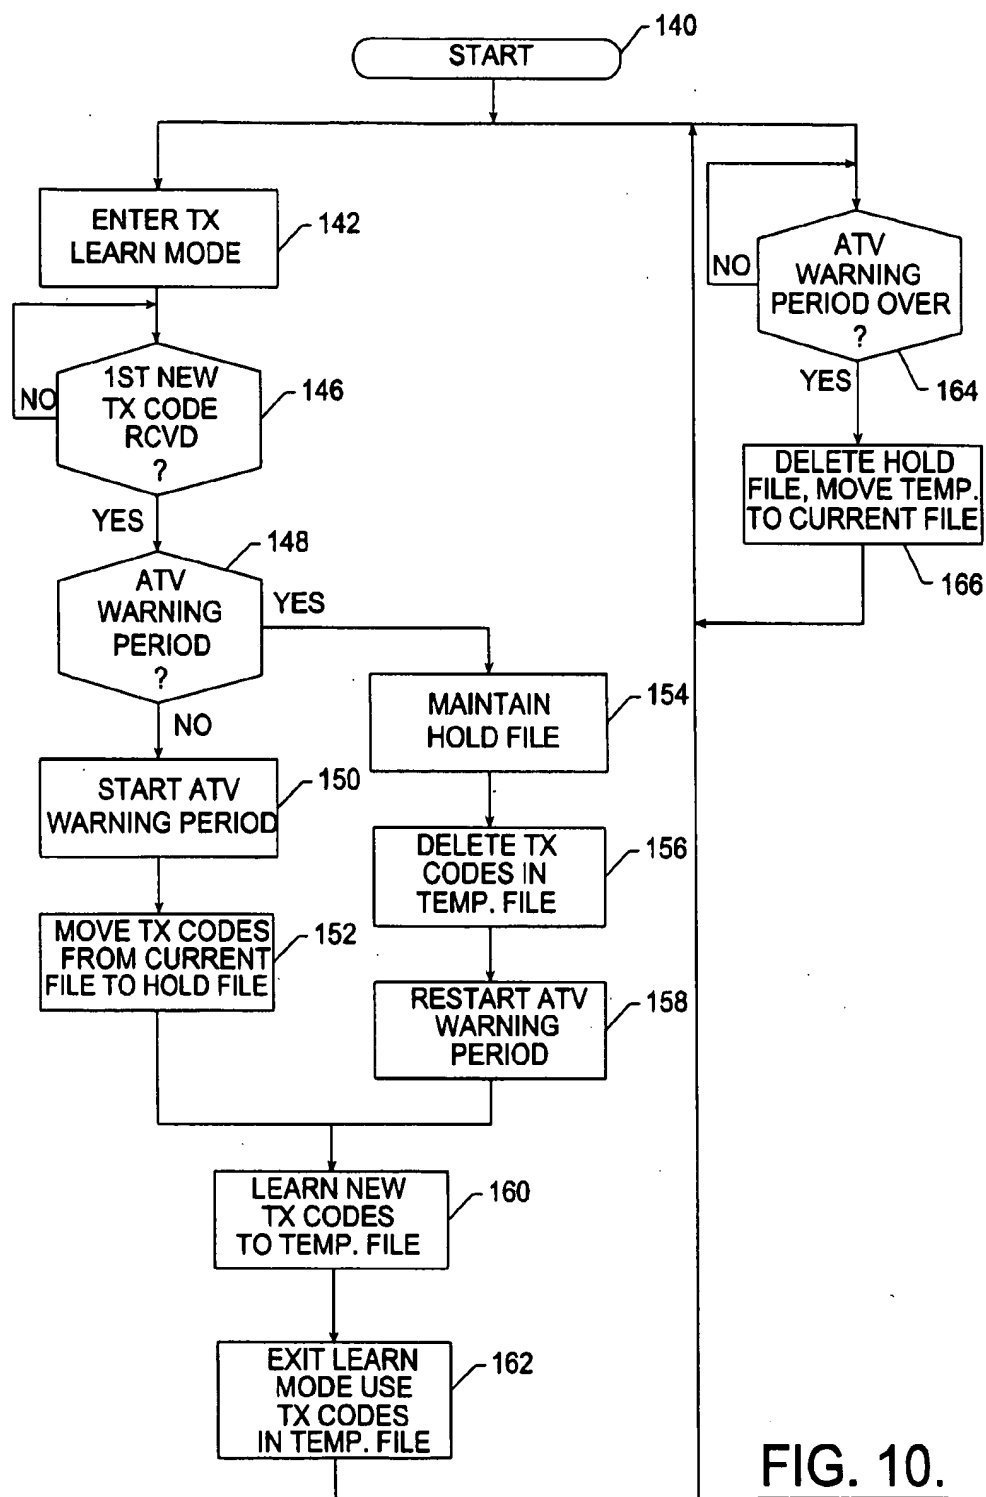 START
140
ENTER TX
LEARN MODE
142
NO
1ST NEW
TX CODE
RCVD
?
146
YES
ATV
WARNING
PERIOD
?
148
YES
NO
START ATV
WARNING PERIOD
150
MOVE TX CODES
FROM CURRENT
FILE TO HOLD FILE
152
MAINTAIN
HOLD FILE
154
DELETE TX
CODES IN
TEMP. FILE
156
RESTART ATV
WARNING
PERIOD
158
LEARN NEW
TX CODES
TO TEMP. FILE
160
EXIT LEARN
MODE USE
TX CODES
IN TEMP. FILE
162
NO
ATV
WARNING
PERIOD OVER
?
164
YES
DELETE HOLD
FILE, MOVE TEMP.
TO CURRENT FILE
166
FIG. 10.